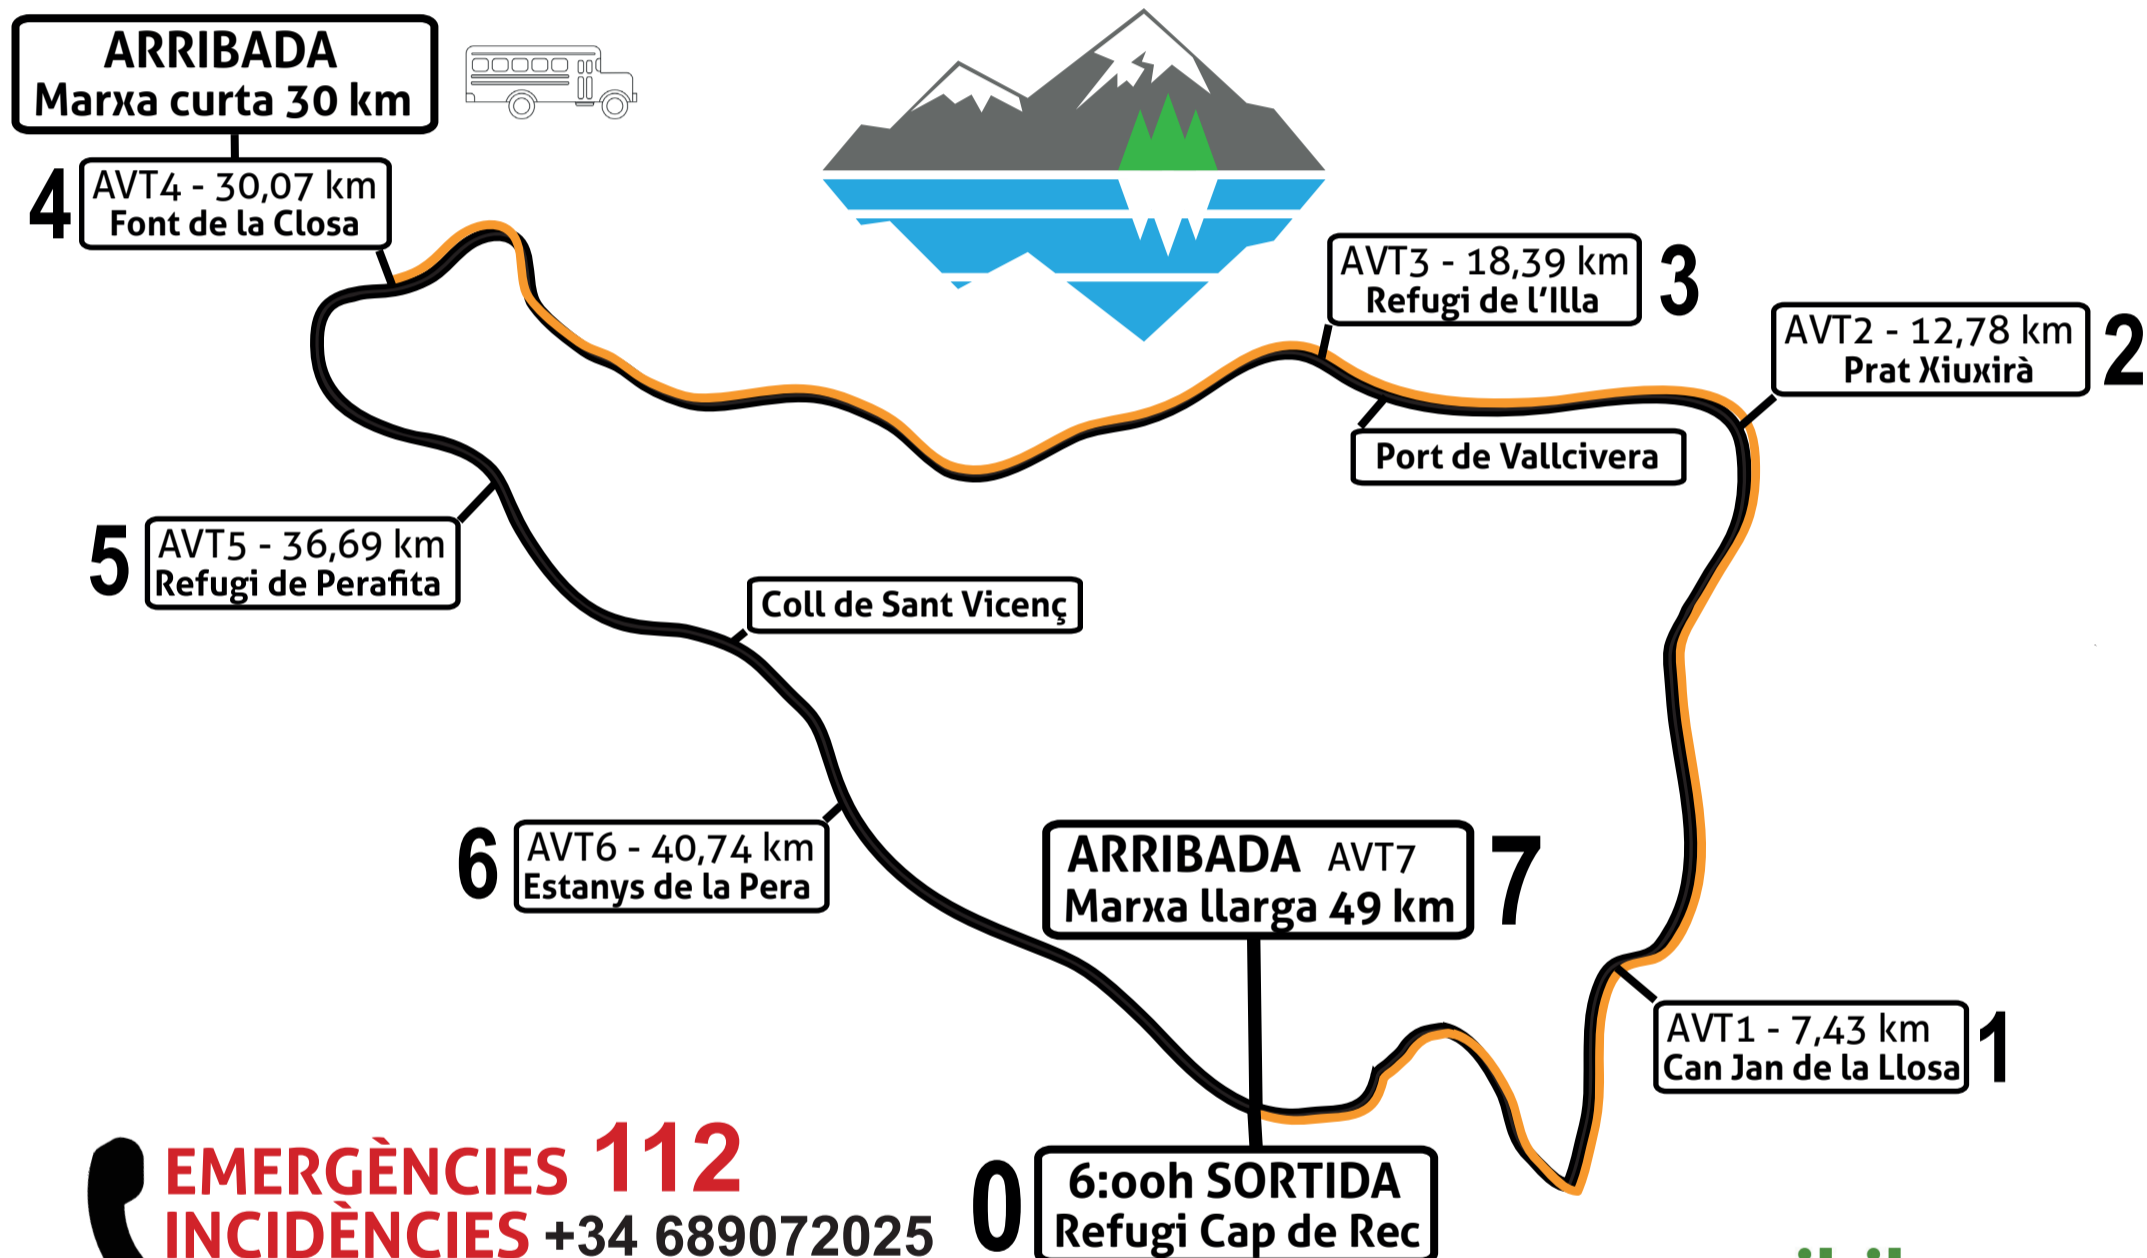 ARRIBADA
Marxa curta 30 km
4
AVT4 - 30,07 km
Font de la Closa
AVT3 - 18,39 km
Refugi de l'Illa
3
AVT2 - 12,78 km
Prat Xiuxirà
2
Port de Vallcivera
5
AVT5 - 36,69 km
Refugi de Perafita
Coll de Sant Vicenç
6
AVT6 - 40,74 km
Estanys de la Pera
ARRIBADA AVT7
Marxa llarga 49 km
7
AVT1 - 7,43 km
Can Jan de la Llosa
1
EMERGÈNCIES 112
INCIDÈNCIES +34 689072025
0
6:00h SORTIDA
Refugi Cap de Rec